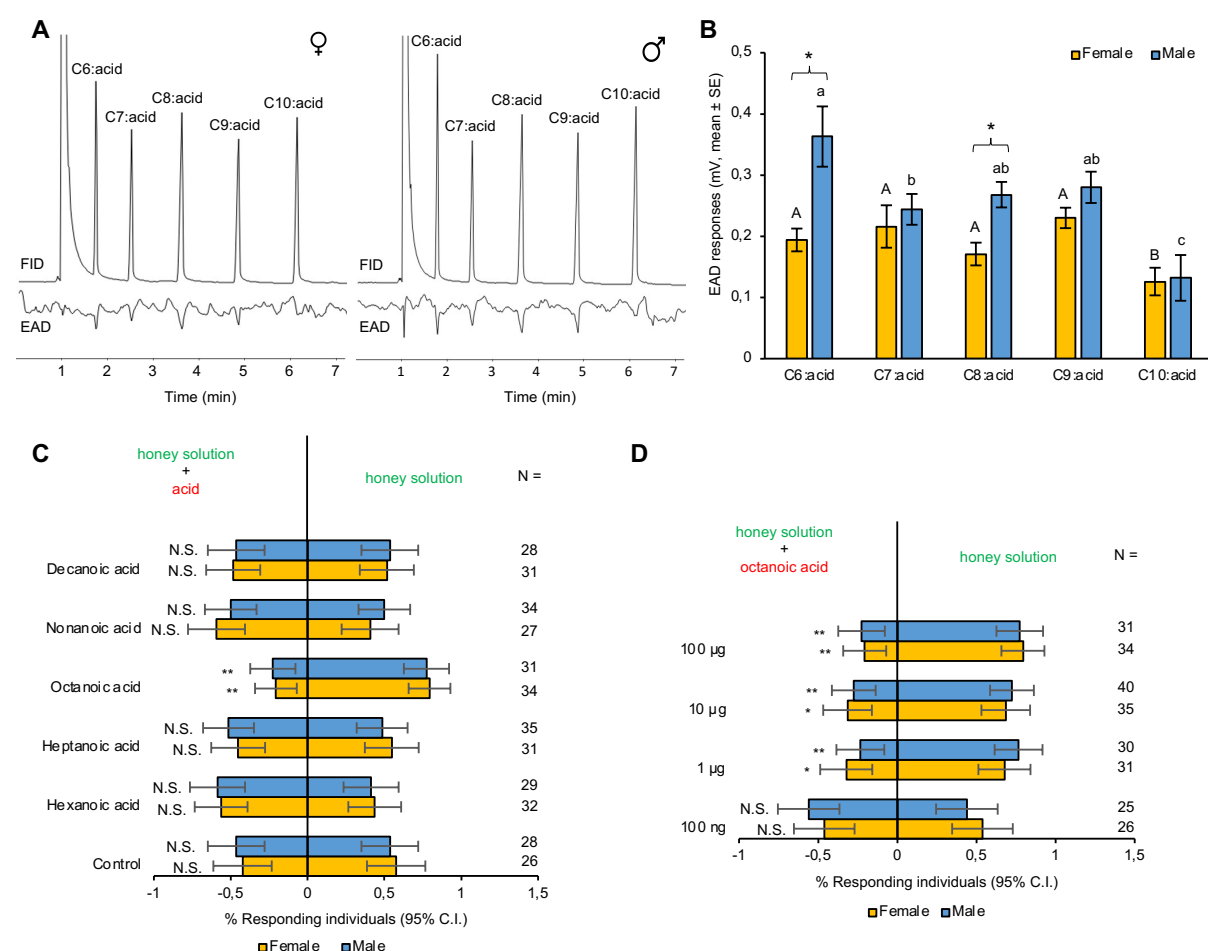 A
♀
C6:acid
C7:acid
C8:acid
C9:acid
C10:acid
FID
EAD
1 2 3 4 5 6 7
Time (min)
♂
C6:acid
C7:acid
C8:acid
C9:acid
C10:acid
FID
EAD
1 2 3 4 5 6 7
Time (min)
B
EAD responses (mV, mean ± SE)
0,5
0,4
0,3
0,2
0,1
0
Female Male
*
A a
A b
*
A ab
A ab
B c
C6:acid C7:acid C8:acid C9:acid C10:acid
C
honey solution
+
acid
honey solution
N =
Decanoic acid
N.S. 28
N.S. 31
Nonanoic acid
N.S. 34
N.S. 27
Octanoic acid
** 31
** 34
Heptanoic acid
N.S. 35
N.S. 31
Hexanoic acid
N.S. 29
N.S. 32
Control
N.S. 28
N.S. 26
-1 -0,5 0 0,5 1 1,5
% Responding individuals (95% C.I.)
Female Male
D
honey solution
+
octanoic acid
honey solution
N =
100 µg
** 31
** 34
10 µg
** 40
* 35
1 µg
** 30
* 31
100 ng
N.S. 25
N.S. 26
-1 -0,5 0 0,5 1 1,5
% Responding individuals (95% C.I.)
Female Male